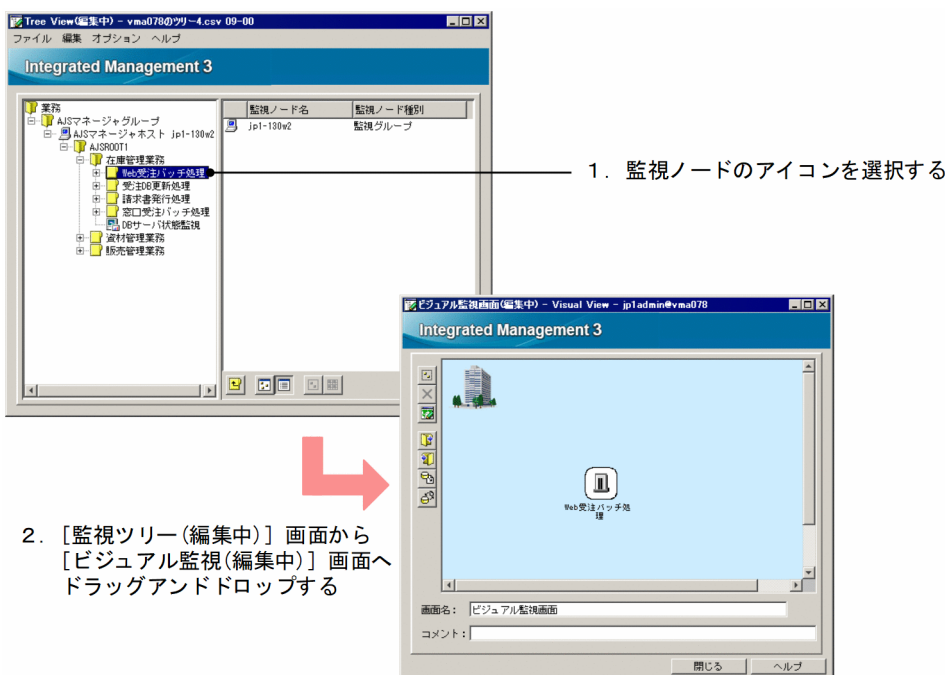 Tree View(編集中) - vma078のツリー4.csv 09-00
ファイル 編集 オプション ヘルプ
Integrated Management 3
業務
AJSマネージャグループ
AJSマネージャホスト jp1-130w2
AJSROOT1
在庫管理業務
Web受注バッチ処理
受注DB更新処理
請求書発行処理
窓口受注バッチ処理
DBサーバ状態監視
資材管理業務
販売管理業務
監視ノード名 監視ノード種別
jp1-130w2 監視グループ
1. 監視ノードのアイコンを選択する
ビジュアル監視画面(編集中) - Visual View - jp1admin@vma078
Integrated Management 3
Web受注バッチ処
理
画面名: ビジュアル監視画面
コメント:
閉じる ヘルプ
2. [監視ツリー(編集中)] 画面から
[ビジュアル監視(編集中)] 画面へ
ドラッグアンドドロップする